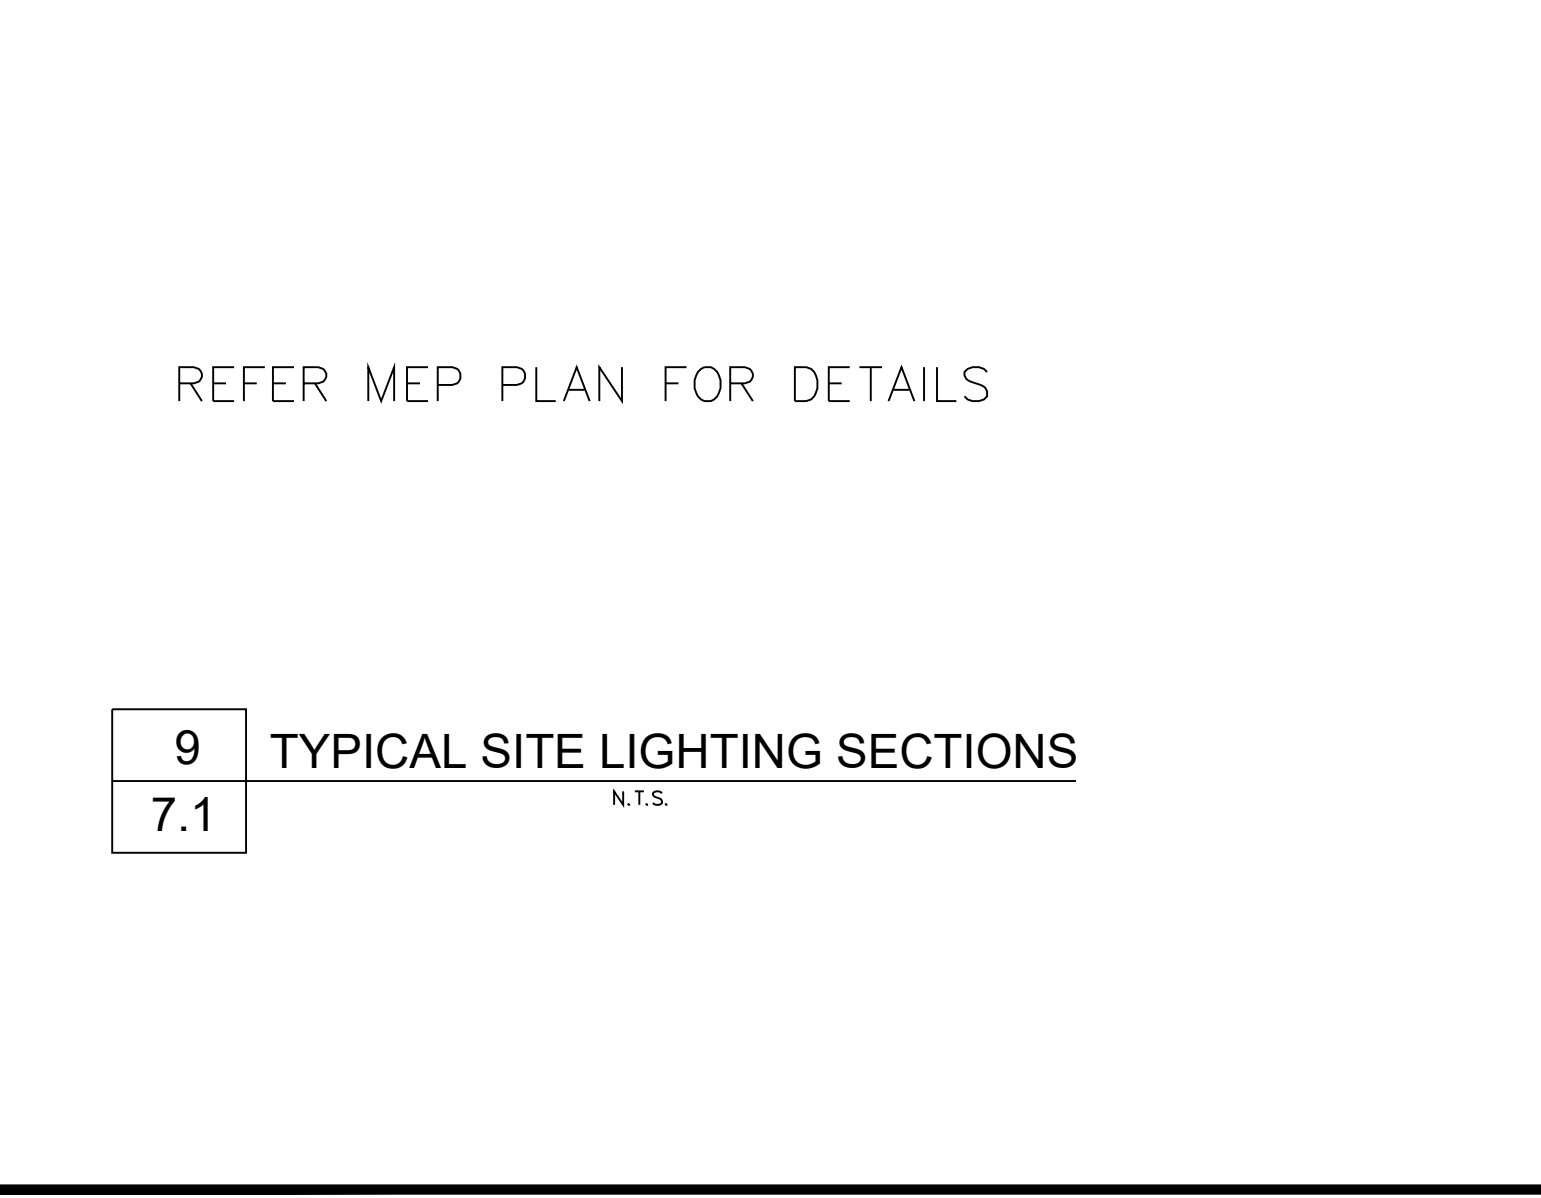 REFER MEP PLAN FOR DETAILS
9
TYPICAL SITE LIGHTING SECTIONS
7.1
N.T.S.